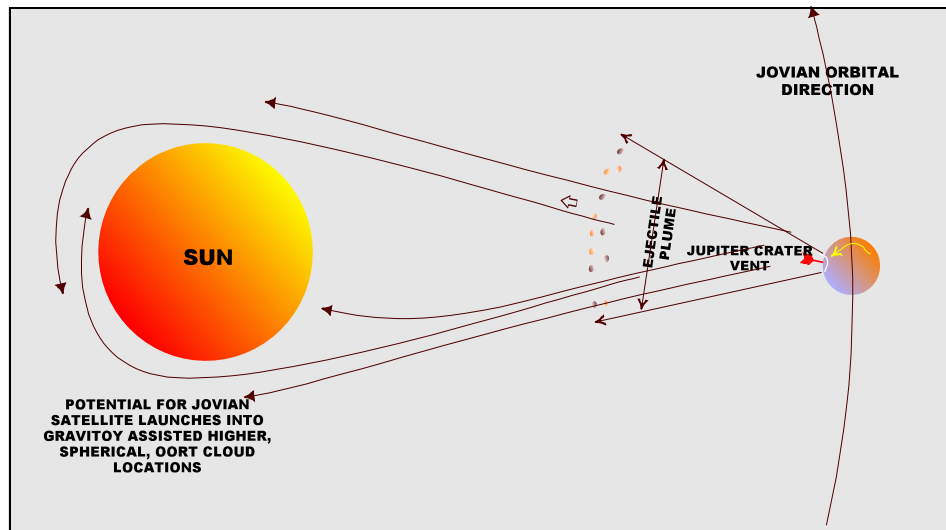 JOVIAN ORBITAL
DIRECTION
EJECTILE
PLUME
JUPITER CRATER
VENT
SUN
POTENTIAL FOR JOVIAN
SATELLITE LAUNCHES INTO
GRAVITOY ASSISTED HIGHER,
SPHERICAL, OORT CLOUD
LOCATIONS